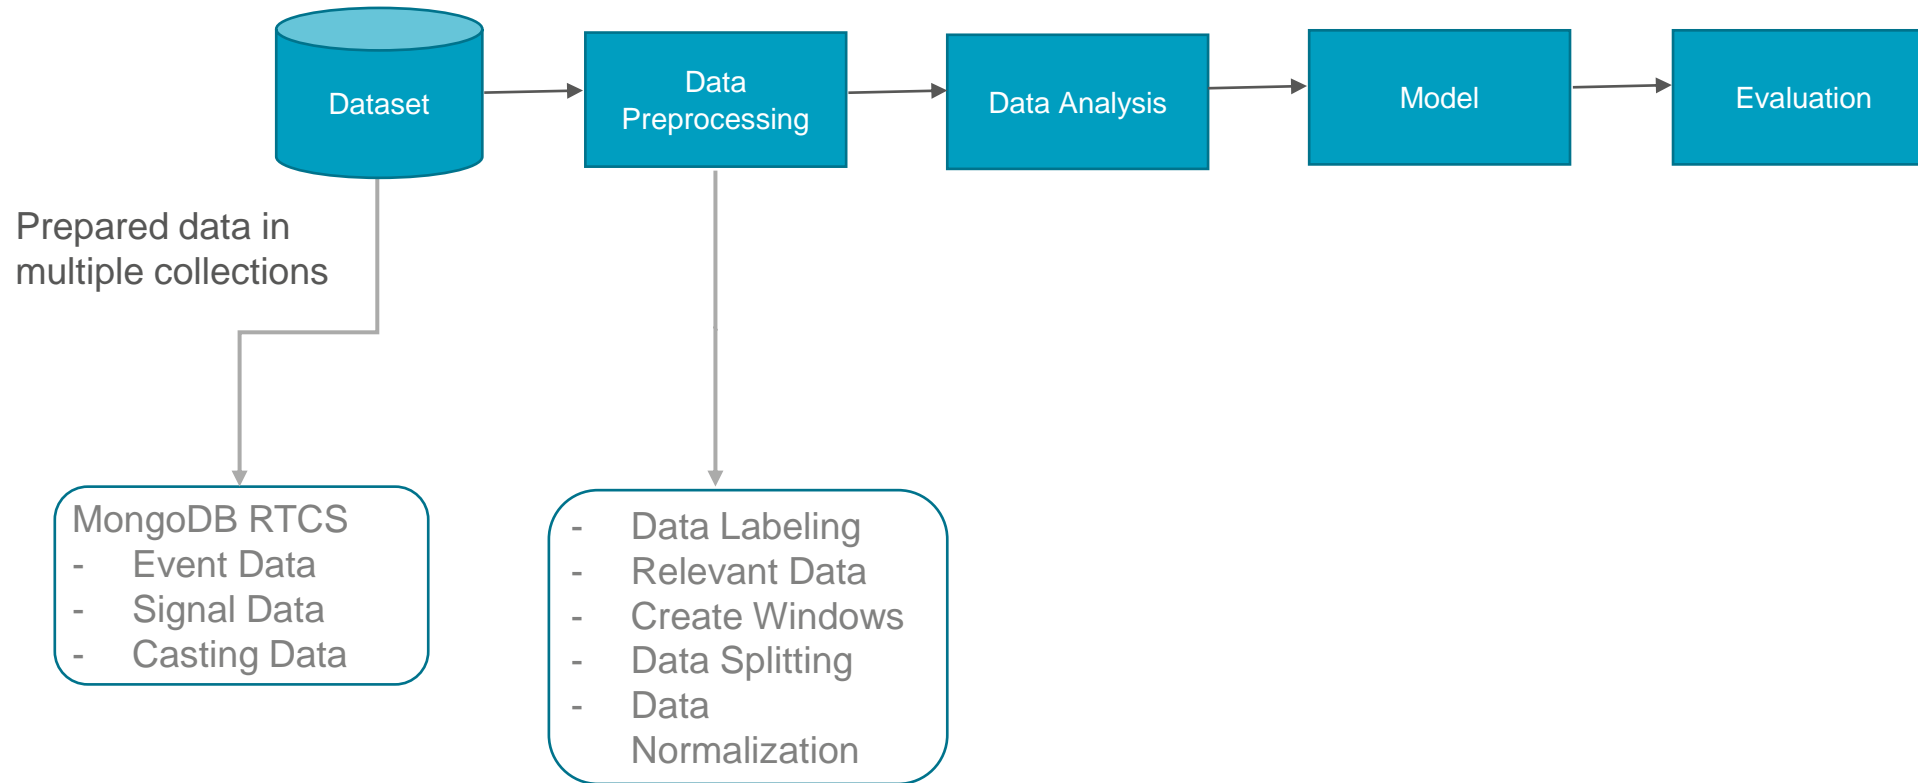 Dataset
Data
Preprocessing
Data Analysis
Model
Evaluation
Prepared data in
multiple collections
MongoDB RTCS
- Event Data
- Signal Data
- Casting Data
- Data Labeling
- Relevant Data
- Create Windows
- Data Splitting
- Data
Normalization